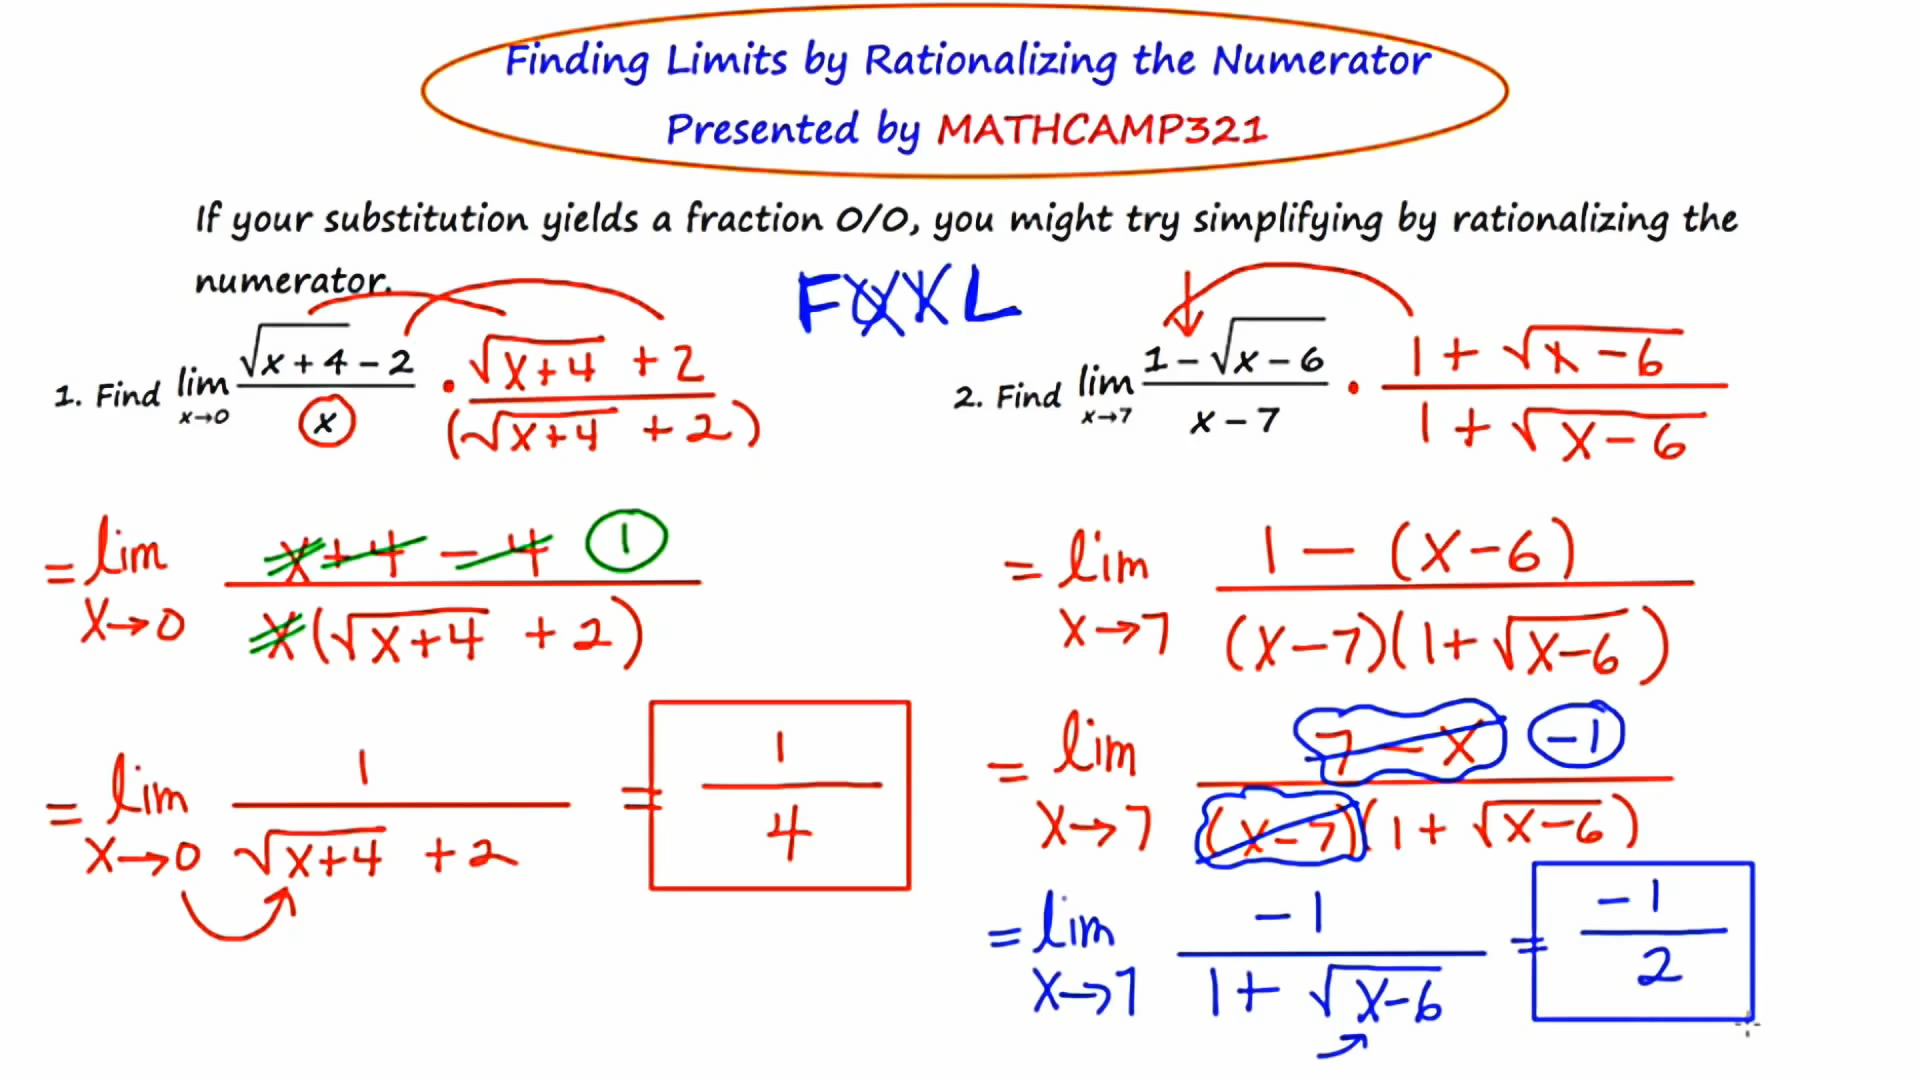 Finding Limits by Rationalizing the Numerator
Presented by MATHCAMP321
If your substitution yields a fraction 0/0, you might try simplifying by rationalizing the
numerator.
FOIL
1. Find lim x→0 (√(x+4) − 2)/x · (√(x+4) + 2)/(√(x+4) + 2)
= lim x→0 (x+4 − 4)/(x(√(x+4) + 2)) 1
= lim x→0 1/(√(x+4) + 2) = 1/4
2. Find lim x→7 (1 − √(x−6))/(x − 7) · (1 + √(x−6))/(1 + √(x−6))
= lim x→7 (1 − (x−6))/((x−7)(1+√(x−6)))
= lim x→7 (7 − x)/((x−7)(1+√(x−6))) −1
= lim x→7 −1/(1+√(x−6)) = −1/2